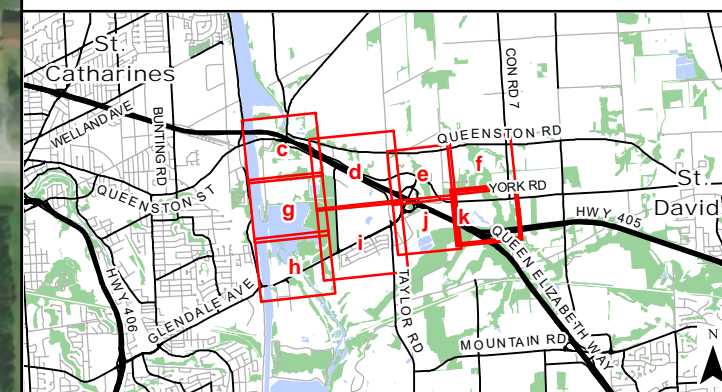 St.
Catharines
WELLAND AVE
BUNTING RD
QUEENSTON ST
HWY 406
GLENDALE AVE
c
d
e
f
g
h
i
j
k
QUEENSTON RD
CON RD 7
YORK RD
St.
David
HWY 405
QUEEN ELIZABETH WAY
TAYLOR RD
MOUNTAIN RD
N